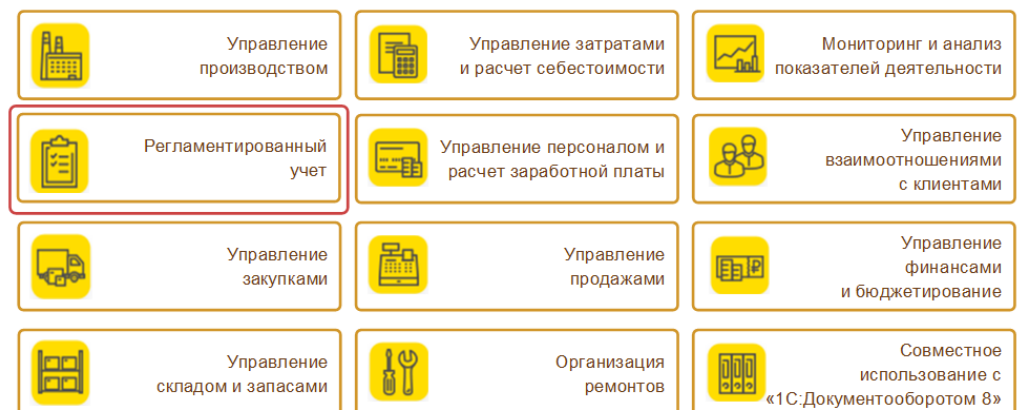 Управление
производством
Управление затратами
и расчет себестоимости
Мониторинг и анализ
показателей деятельности
Регламентированный
учет
Управление персоналом и
расчет заработной платы
Управление
взаимоотношениями
с клиентами
Управление
закупками
Управление
продажами
Управление
финансами
и бюджетирование
Управление
складом и запасами
Организация
ремонтов
Совместное
использование с
«1С:Документооборотом 8»